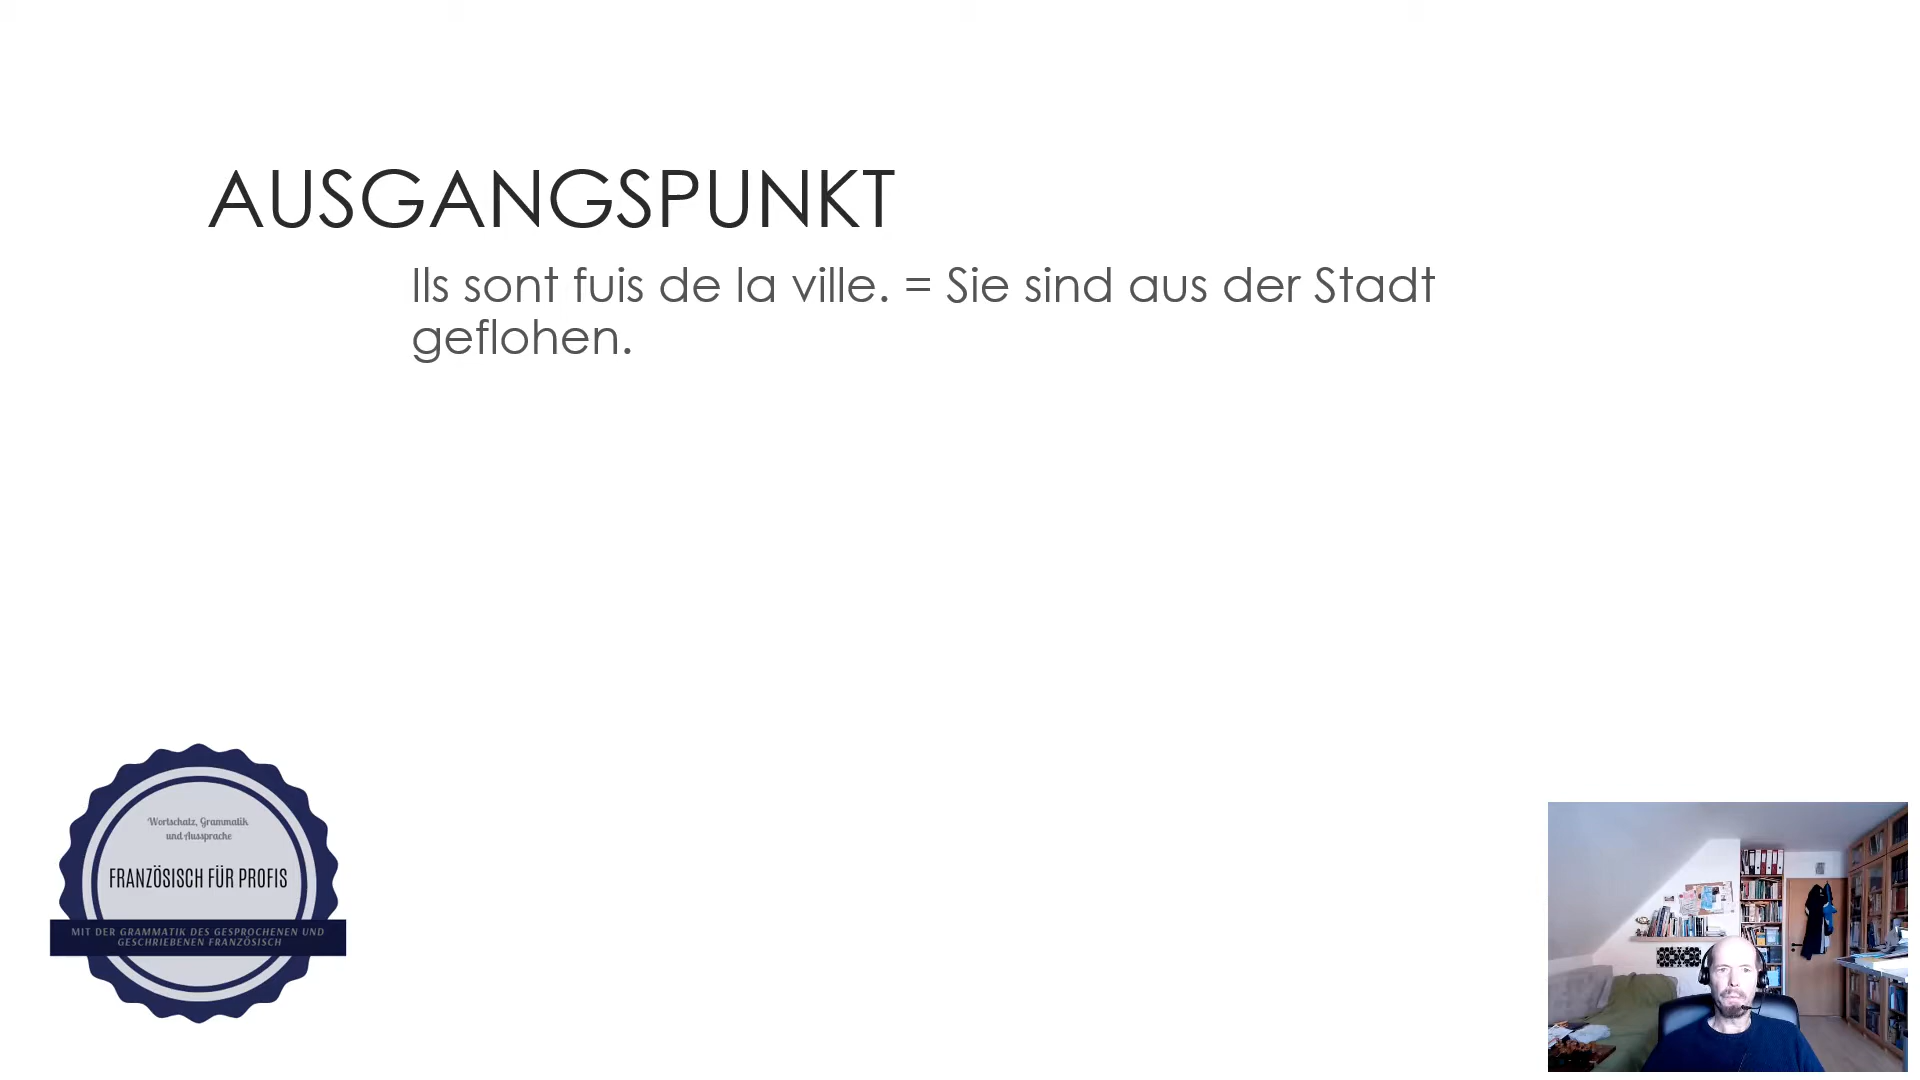 AUSGANGSPUNKT
Ils sont fuis de la ville. = Sie sind aus der Stadt
geflohen.
Wortschatz, Grammatik
und Aussprache
FRANZÖSISCH FÜR PROFIS
MIT DER GRAMMATIK DES GESPROCHENEN UND
GESCHRIEBENEN FRANZÖSISCH